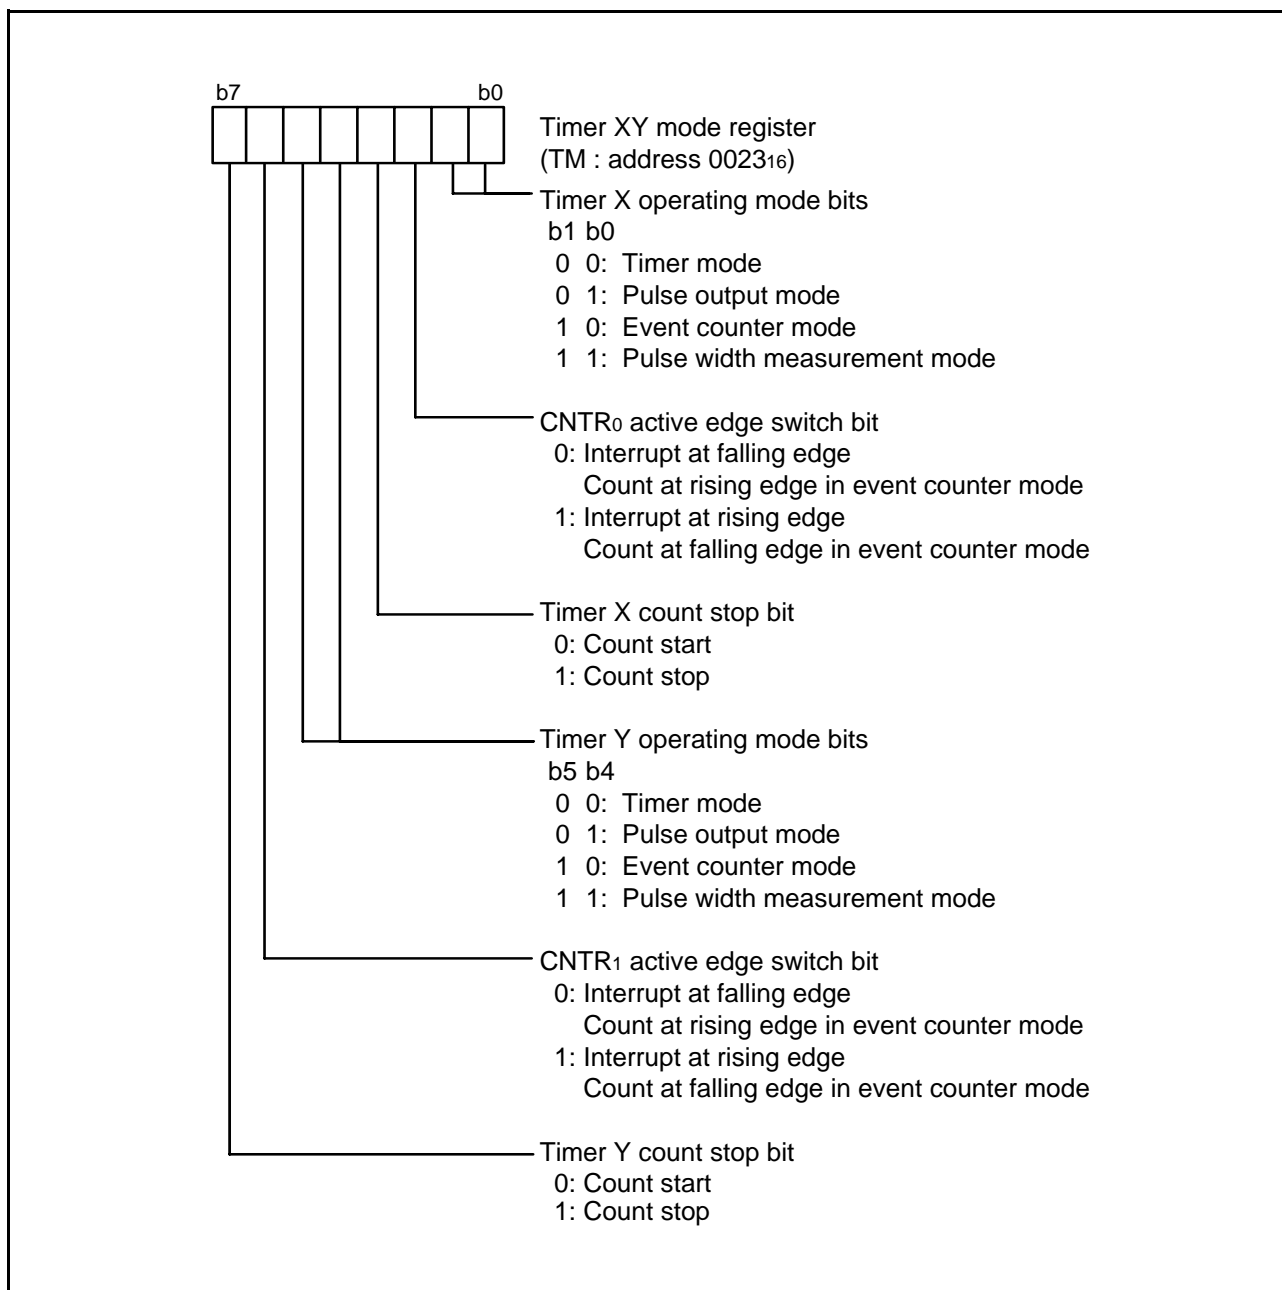 b7 b0
Timer XY mode register
(TM : address 002316)
Timer X operating mode bits
b1 b0
0 0: Timer mode
0 1: Pulse output mode
1 0: Event counter mode
1 1: Pulse width measurement mode
CNTR0 active edge switch bit
0: Interrupt at falling edge
Count at rising edge in event counter mode
1: Interrupt at rising edge
Count at falling edge in event counter mode
Timer X count stop bit
0: Count start
1: Count stop
Timer Y operating mode bits
b5 b4
0 0: Timer mode
0 1: Pulse output mode
1 0: Event counter mode
1 1: Pulse width measurement mode
CNTR1 active edge switch bit
0: Interrupt at falling edge
Count at rising edge in event counter mode
1: Interrupt at rising edge
Count at falling edge in event counter mode
Timer Y count stop bit
0: Count start
1: Count stop